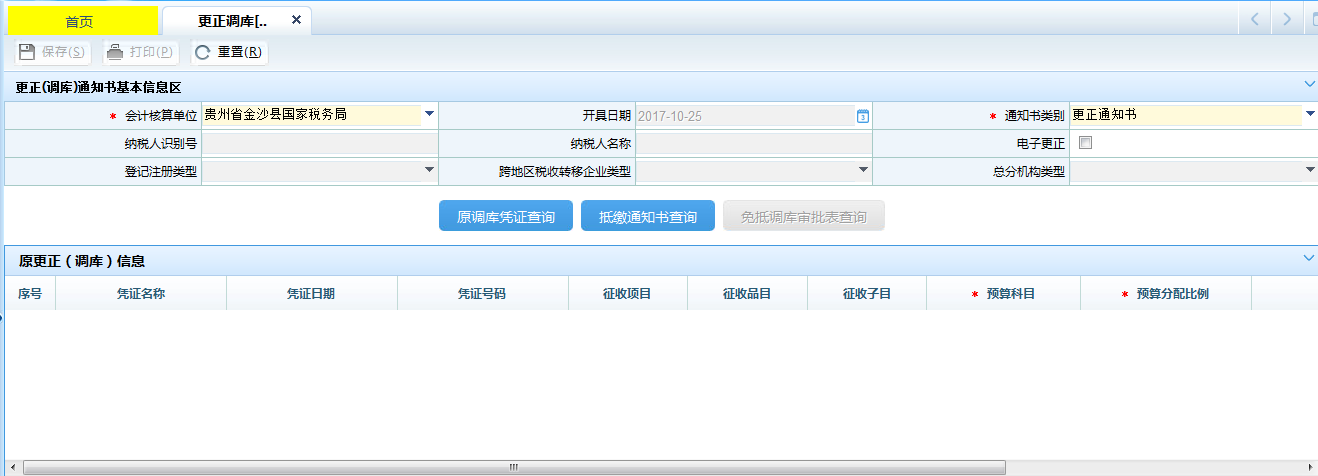 首页 更正调库[..
保存(S) 打印(P) 重置(R)
更正(调库)通知书基本信息区
* 会计核算单位 贵州省金沙县国家税务局 开具日期 2017-10-25 * 通知书类别 更正通知书
纳税人识别号 纳税人名称 电子更正
登记注册类型 跨地区税收转移企业类型 总分机构类型
原调库凭证查询 抵缴通知书查询 免抵调库审批表查询
原更正（调库）信息
序号 凭证名称 凭证日期 凭证号码 征收项目 征收品目 征收子目 * 预算科目 * 预算分配比例